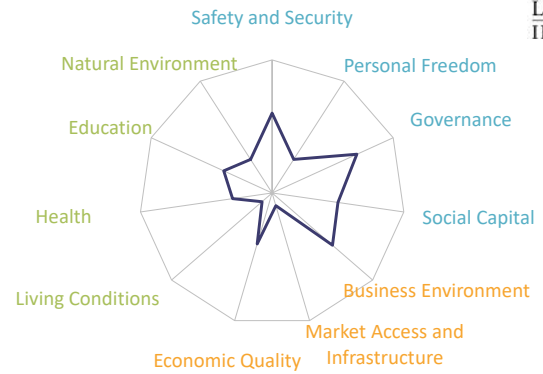 Safety and Security
Natural Environment
Personal Freedom
Education
Governance
Health
Social Capital
Living Conditions
Business Environment
Market Access and
Infrastructure
Economic Quality